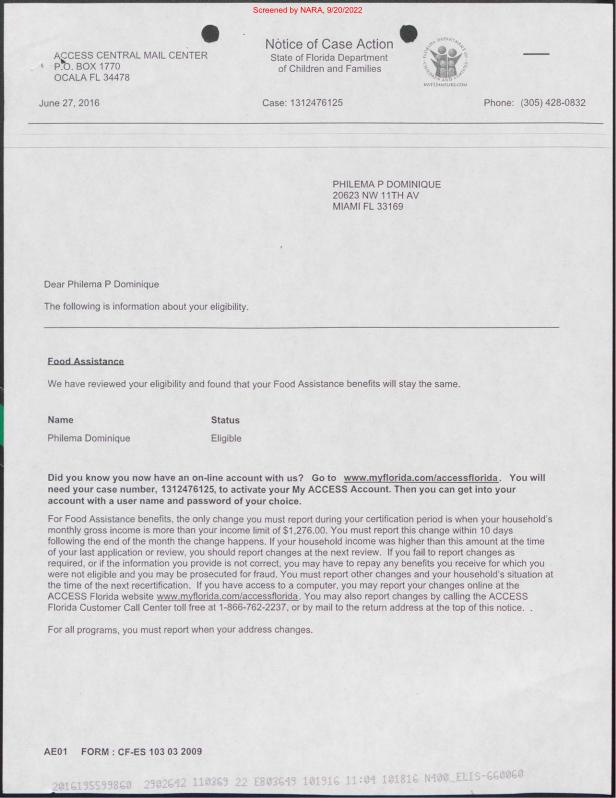 Screened by NARA, 9/20/2022
Notice of Case Action
State of Florida Department
of Children and Families
ACCESS CENTRAL MAIL CENTER
P.O. BOX 1770
OCALA FL 34478
MYFLFAMILIES.COM
June 27, 2016 Case: 1312476125 Phone: (305) 428-0832
PHILEMA P DOMINIQUE
20623 NW 11TH AV
MIAMI FL 33169
Dear Philema P Dominique
The following is information about your eligibility.
Food Assistance
We have reviewed your eligibility and found that your Food Assistance benefits will stay the same.
Name Status
Philema Dominique Eligible
Did you know you now have an on-line account with us? Go to www.myflorida.com/accessflorida. You will
need your case number, 1312476125, to activate your My ACCESS Account. Then you can get into your
account with a user name and password of your choice.
For Food Assistance benefits, the only change you must report during your certification period is when your household's
monthly gross income is more than your income limit of $1,276.00. You must report this change within 10 days
following the end of the month the change happens. If your household income was higher than this amount at the time
of your last application or review, you should report changes at the next review. If you fail to report changes as
required, or if the information you provide is not correct, you may have to repay any benefits you receive for which you
were not eligible and you may be prosecuted for fraud. You must report other changes and your household's situation at
the time of the next recertification. If you have access to a computer, you may report your changes online at the
ACCESS Florida website www.myflorida.com/accessflorida. You may also report changes by calling the ACCESS
Florida Customer Call Center toll free at 1-866-762-2237, or by mail to the return address at the top of this notice. .
For all programs, you must report when your address changes.
AE01 FORM : CF-ES 103 03 2009
2016195599860 2902642 110369 22 E803649 101916 11:04 101816 N400_ELIS-660060